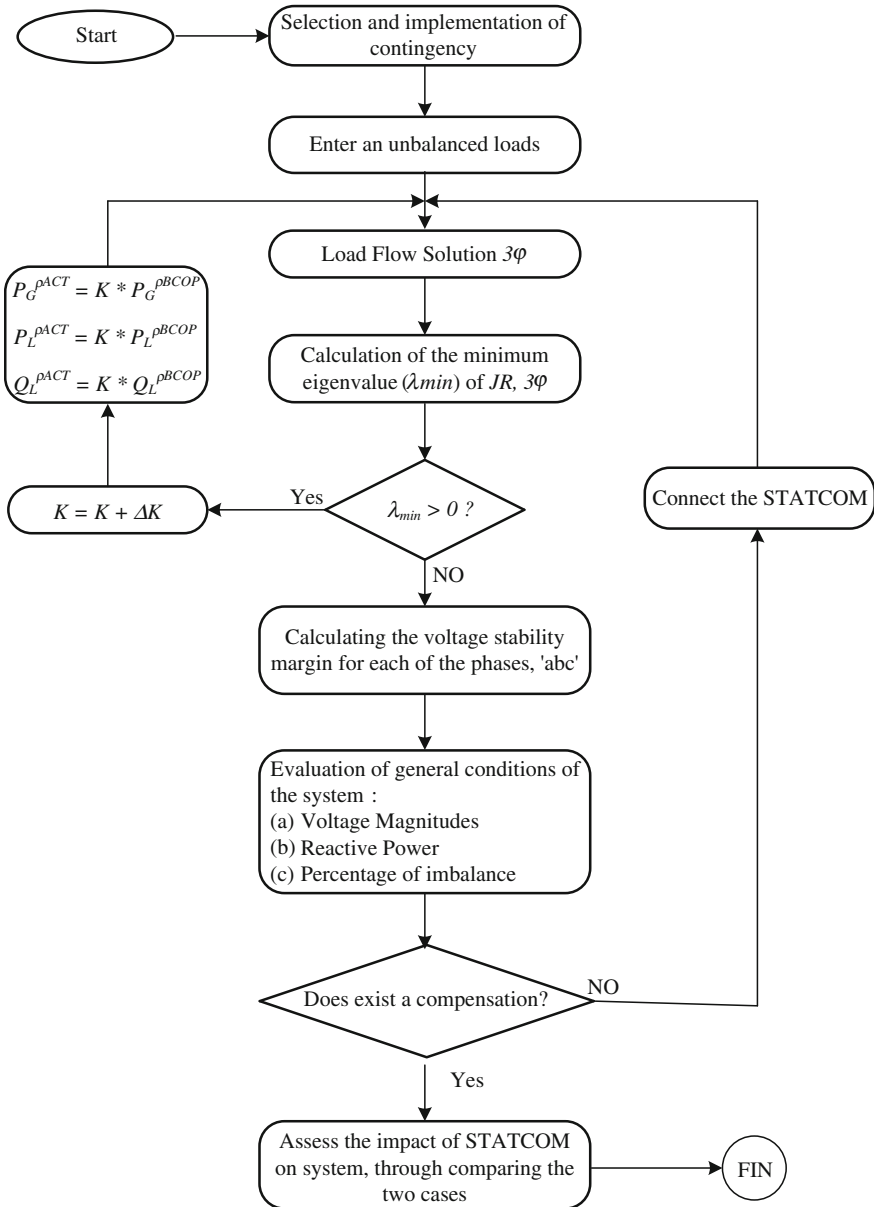 Start
Selection and implementation of
contingency
Enter an unbalanced loads
Load Flow Solution 3φ
P_G^{ρACT} = K * P_G^{ρBCOP}
P_L^{ρACT} = K * P_L^{ρBCOP}
Q_L^{ρACT} = K * Q_L^{ρBCOP}
Calculation of the minimum
eigenvalue (λmin) of JR, 3φ
Yes
K = K + ΔK
λ_{min} > 0 ?
Connect the STATCOM
NO
Calculating the voltage stability
margin for each of the phases, 'abc'
Evaluation of general conditions of
the system :
(a) Voltage Magnitudes
(b) Reactive Power
(c) Percentage of imbalance
Does exist a compensation?
NO
Yes
Assess the impact of STATCOM
on system, through comparing the
two cases
FIN